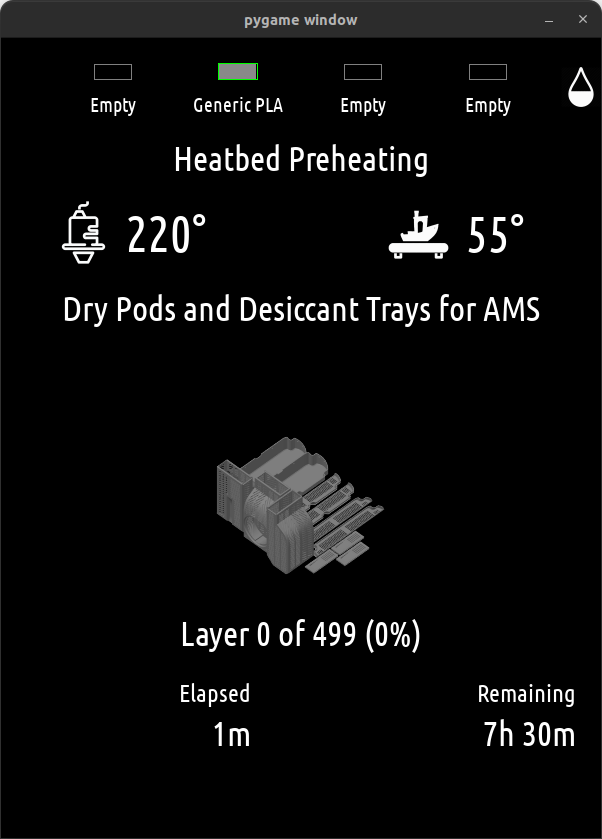 pygame window
Empty
Generic PLA
Empty
Empty
Heatbed Preheating
220°
55°
Dry Pods and Desiccant Trays for AMS
Layer 0 of 499 (0%)
Elapsed
Remaining
1m
7h 30m